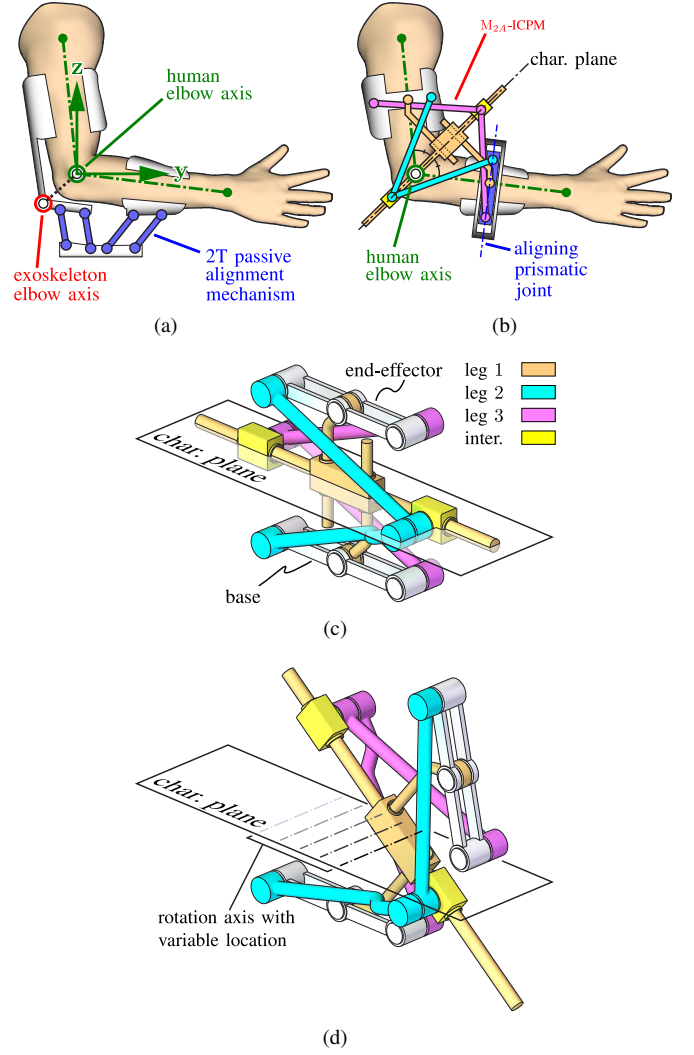 z
human
elbow axis
y
exoskeleton
elbow axis
2T passive
alignment
mechanism
(a)
M2A-ICPM
char. plane
human
elbow axis
aligning
prismatic
joint
(b)
end-effector
leg 1
leg 2
leg 3
inter.
char. plane
base
(c)
char. plane
rotation axis with
variable location
(d)